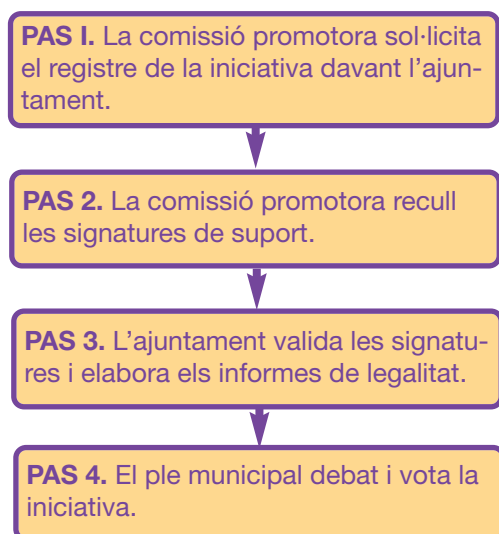 PAS I. La comissió promotora sol·licita
el registre de la iniciativa davant l’ajun-
tament.
PAS 2. La comissió promotora recull
les signatures de suport.
PAS 3. L’ajuntament valida les signatu-
res i elabora els informes de legalitat.
PAS 4. El ple municipal debat i vota la
iniciativa.